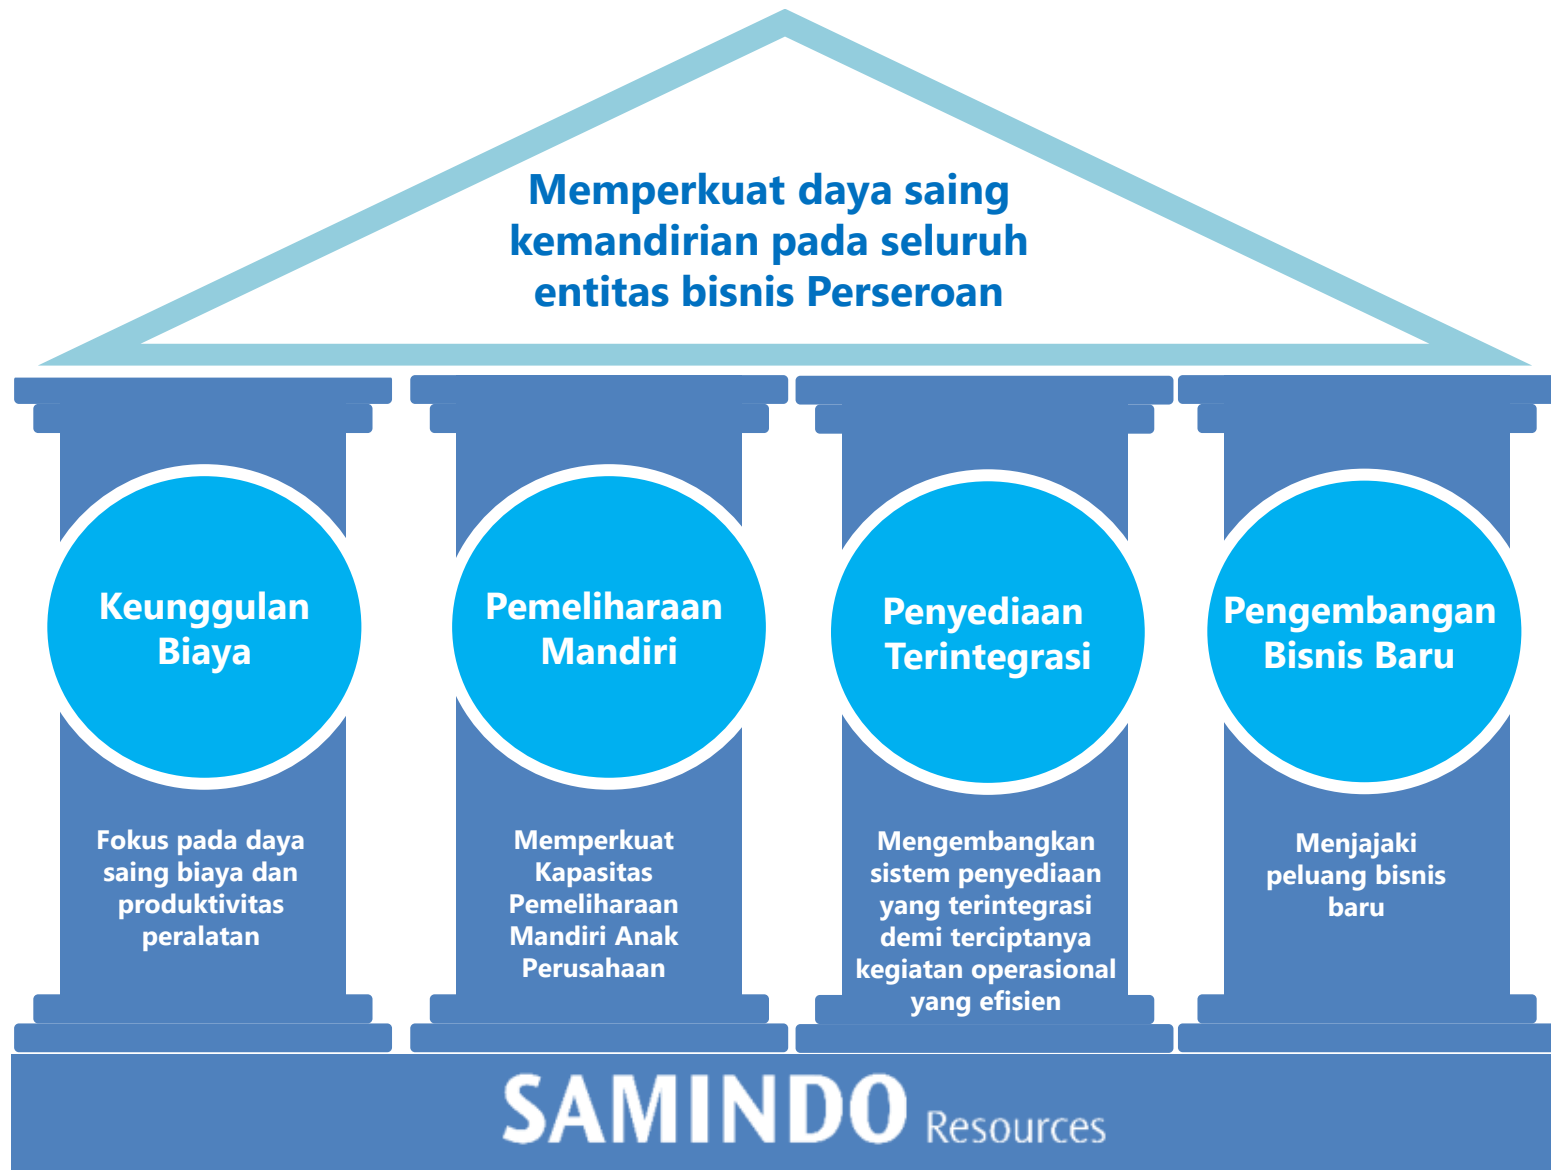 Memperkuat daya saing
kemandirian pada seluruh
entitas bisnis Perseroan
Keunggulan
Biaya
Fokus pada daya
saing biaya dan
produktivitas
peralatan
Pemeliharaan
Mandiri
Memperkuat
Kapasitas
Pemeliharaan
Mandiri Anak
Perusahaan
Penyediaan
Terintegrasi
Mengembangkan
sistem penyediaan
yang terintegrasi
demi terciptanya
kegiatan operasional
yang efisien
Pengembangan
Bisnis Baru
Menjajaki
peluang bisnis
baru
SAMINDO Resources